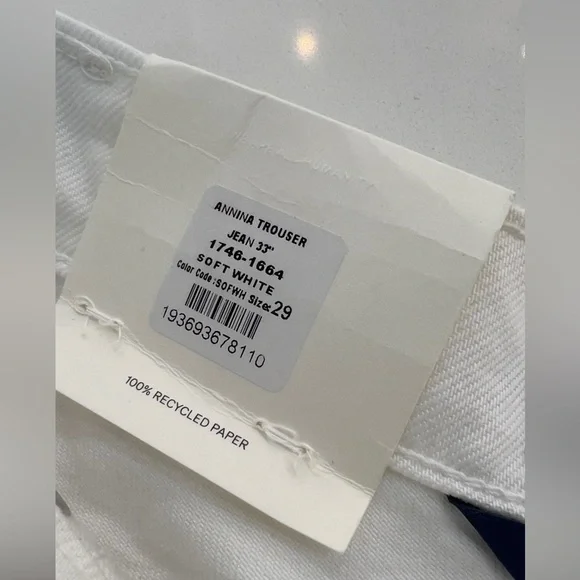 ANNINA TROUSER
JEAN 33"
1746-1664
SOFT WHITE
Color Code :SOFWH Size: 29
193693678110
100% RECYCLED PAPER